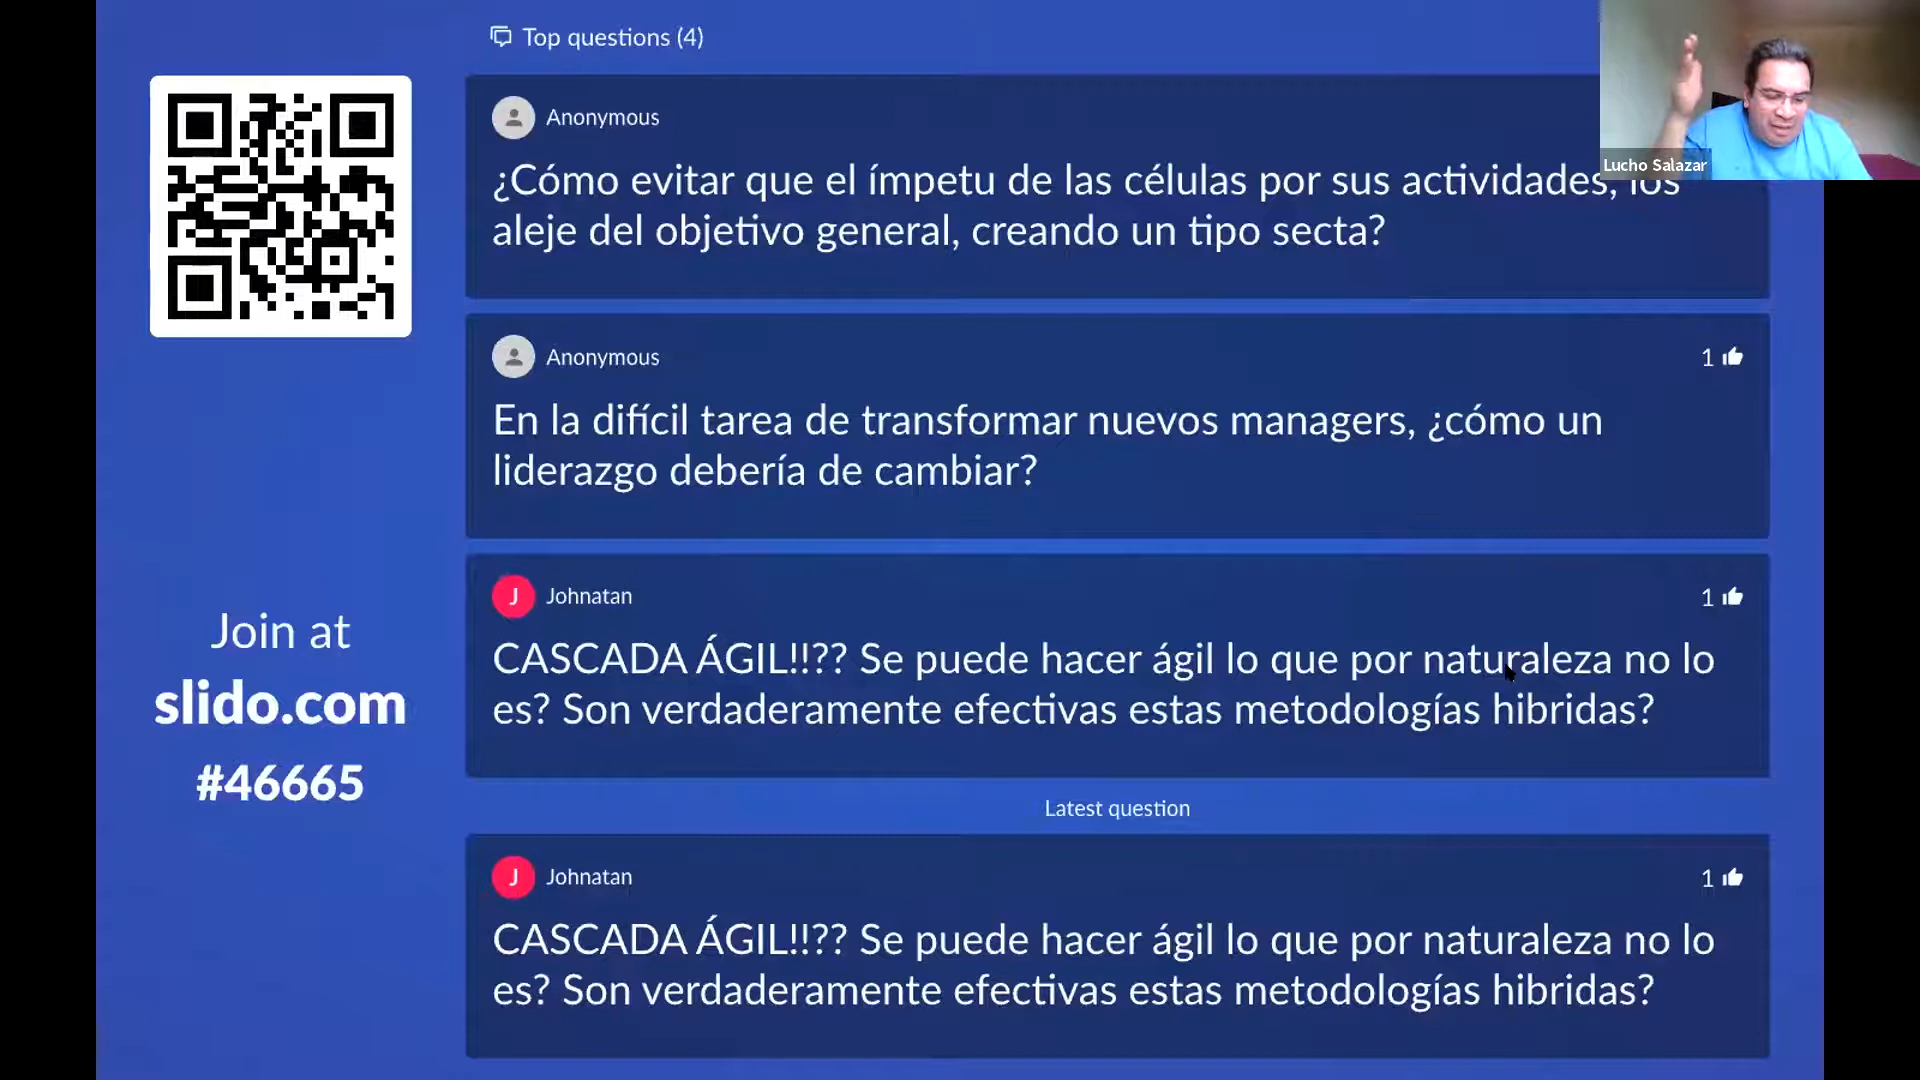 Top questions (4)
Anonymous
¿Cómo evitar que el ímpetu de las células por sus actividades, los
aleje del objetivo general, creando un tipo secta?
Lucho Salazar
Anonymous
1
En la difícil tarea de transformar nuevos managers, ¿cómo un
liderazgo debería de cambiar?
Johnatan
1
CASCADA ÁGIL!!?? Se puede hacer ágil lo que por naturaleza no lo
es? Son verdaderamente efectivas estas metodologías hibridas?
Latest question
Johnatan
1
CASCADA ÁGIL!!?? Se puede hacer ágil lo que por naturaleza no lo
es? Son verdaderamente efectivas estas metodologías hibridas?
Join at
slido.com
#46665
J
J